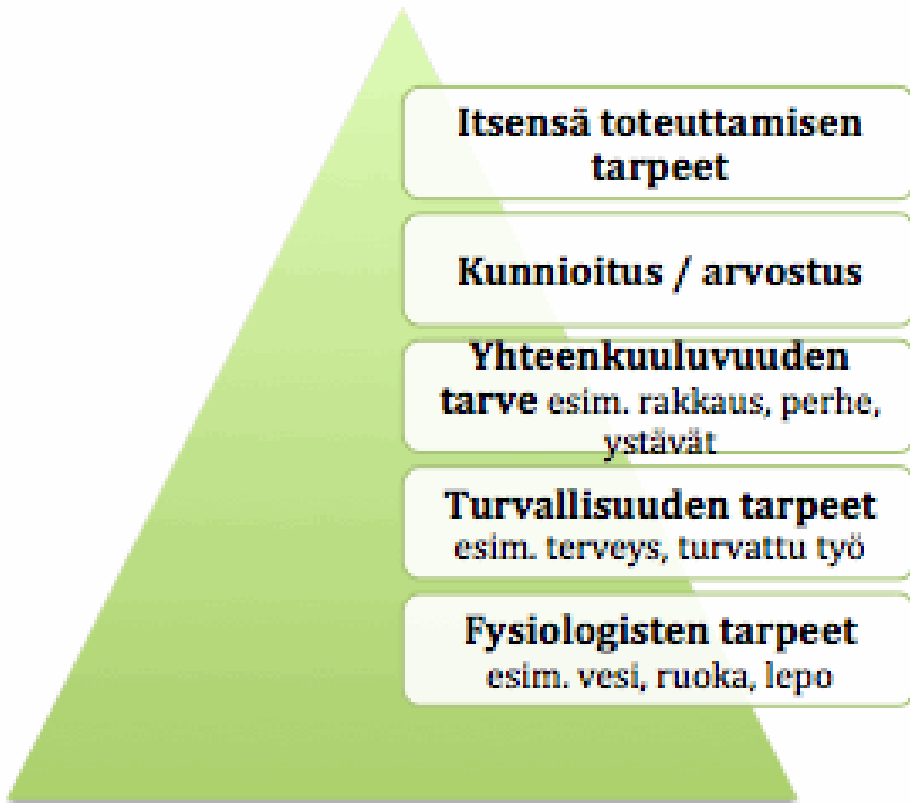 Itsensä toteuttamisen
tarpeet
Kunnioitus / arvostus
Yhteenkuuluvuuden
tarve esim. rakkaus, perhe,
ystävät
Turvallisuuden tarpeet
esim. terveys, turvattu työ
Fysiologisten tarpeet
esim. vesi, ruoka, lepo